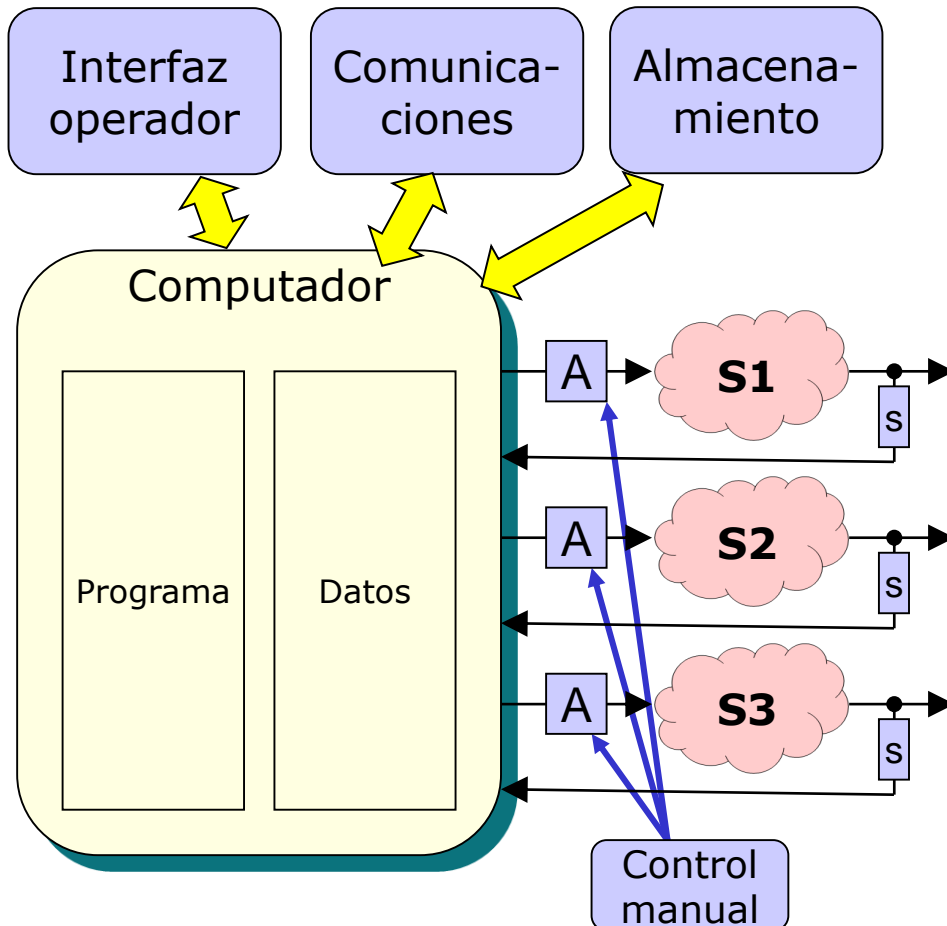 Interfaz
operador
Comunica-
ciones
Almacena-
miento
Computador
Programa
Datos
A
S1
s
A
S2
s
A
S3
s
Control
manual